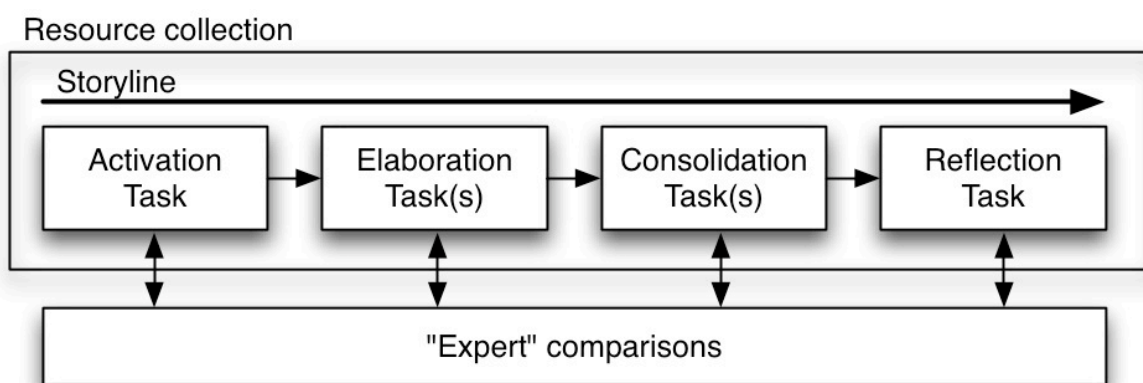 Resource collection
Storyline
Activation
Task
Elaboration
Task(s)
Consolidation
Task(s)
Reflection
Task
"Expert" comparisons